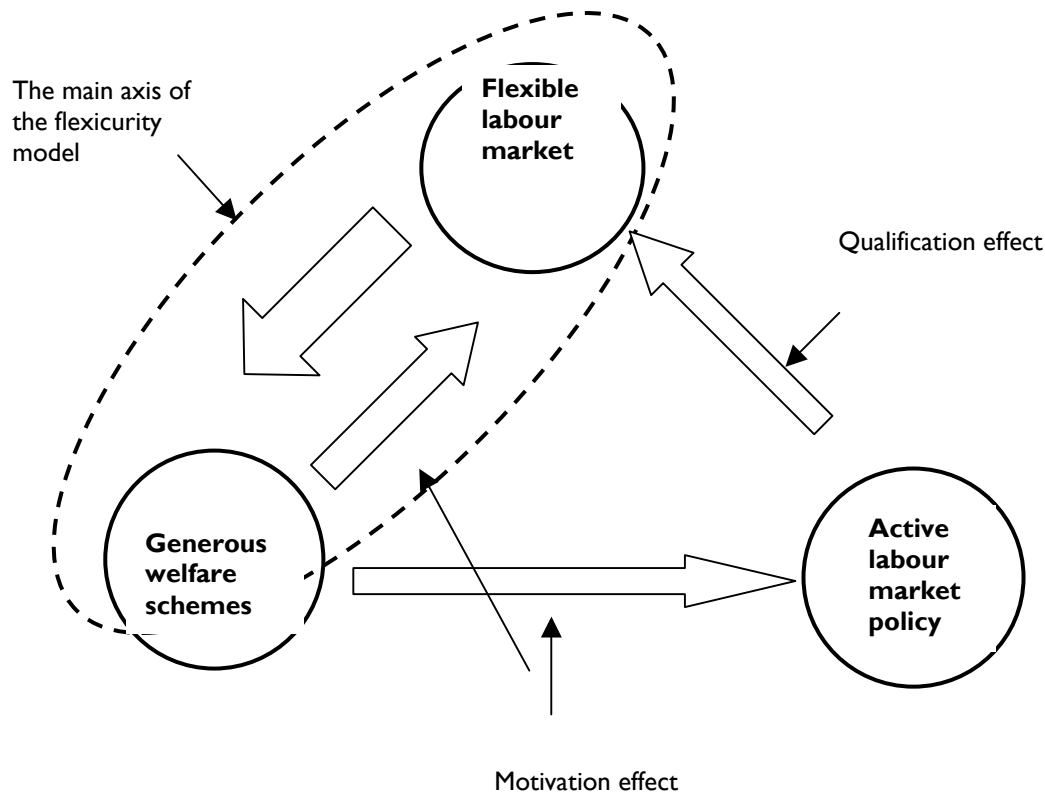 The main axis of
the flexicurity
model
Flexible
labour
market
Qualification effect
Generous
welfare
schemes
Active
labour
market
policy
Motivation effect